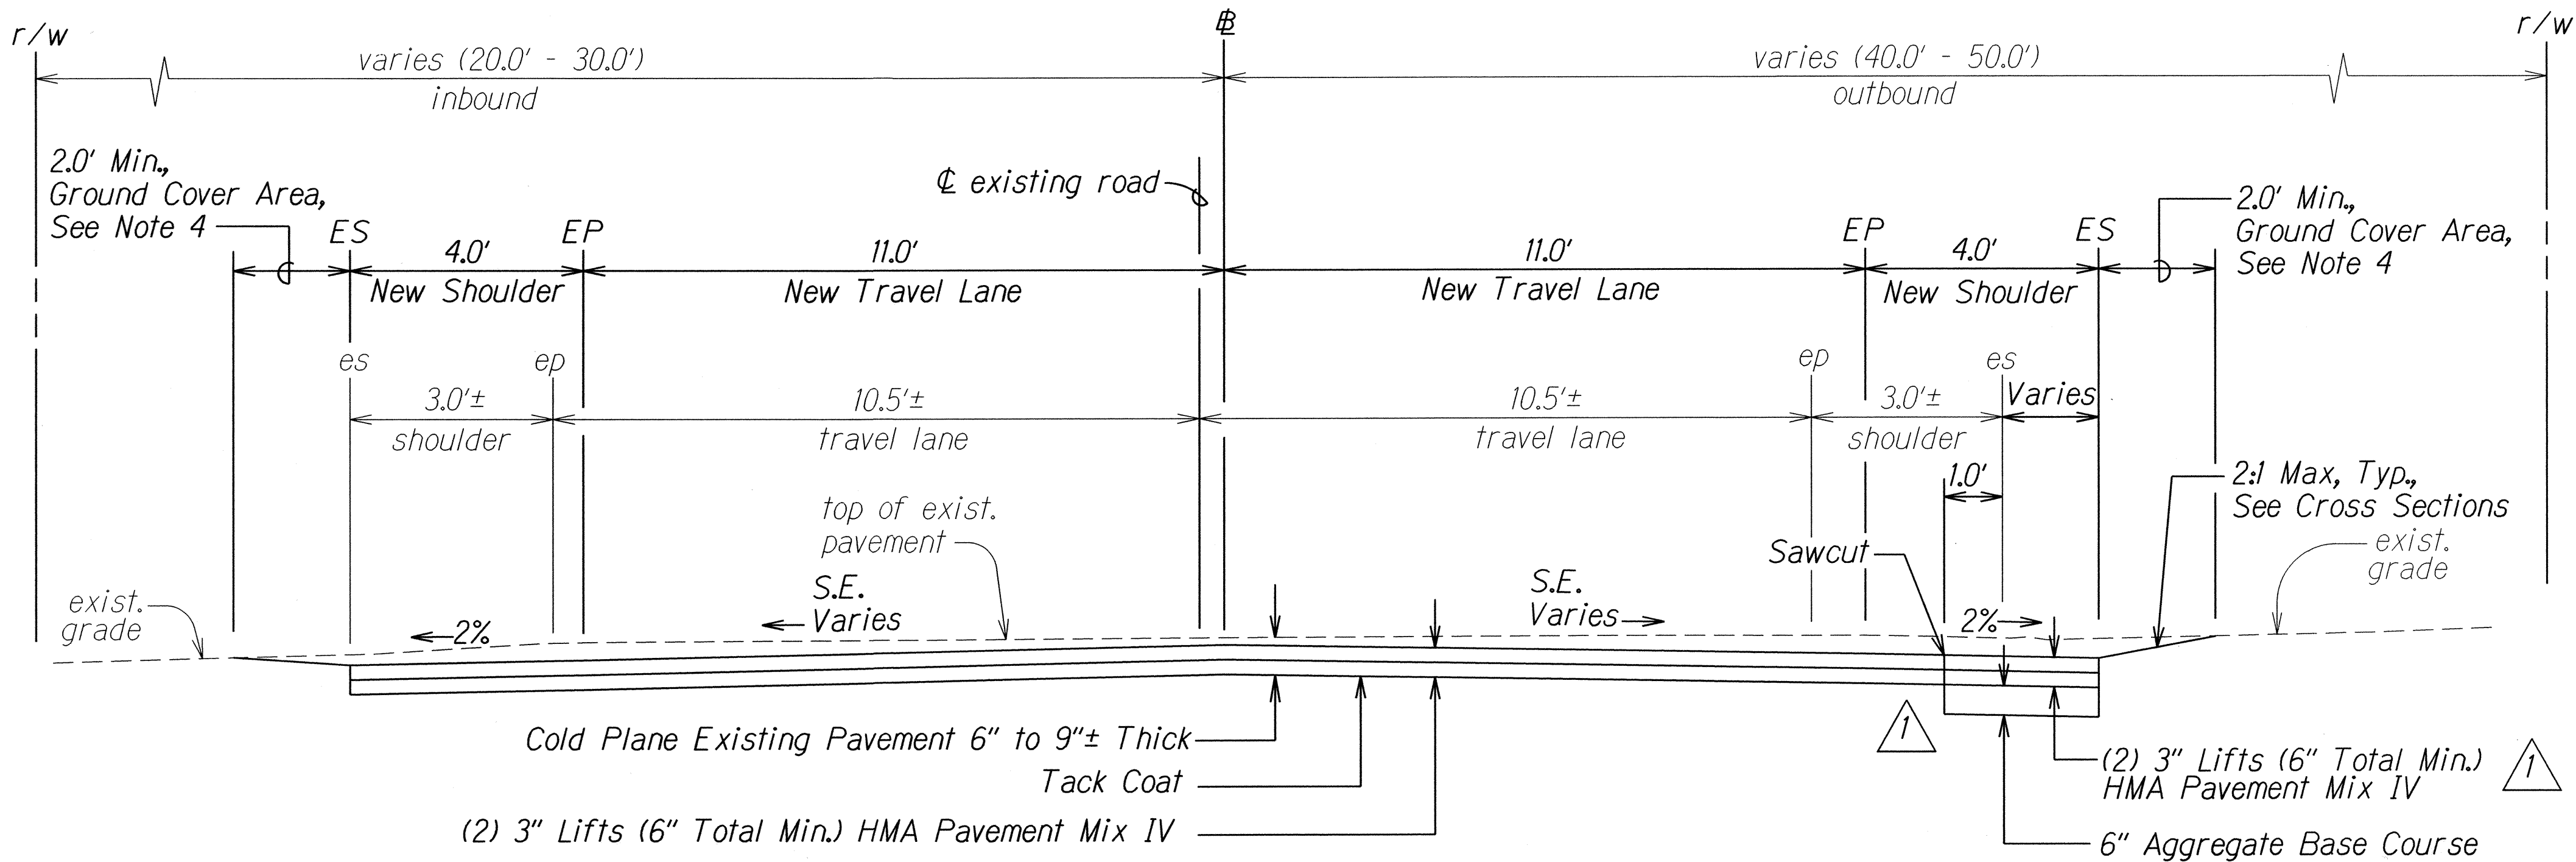 r/w
℄
r/w
varies (20.0' - 30.0')
inbound
varies (40.0' - 50.0')
outbound
2.0' Min.,
Ground Cover Area,
See Note 4
℄ existing road
2.0' Min.,
Ground Cover Area,
See Note 4
ES
4.0'
New Shoulder
EP
11.0'
New Travel Lane
11.0'
New Travel Lane
EP
4.0'
New Shoulder
ES
es
3.0'±
shoulder
ep
10.5'±
travel lane
10.5'±
travel lane
ep
3.0'±
shoulder
es
Varies
1.0'
2:1 Max, Typ.,
See Cross Sections
top of exist.
pavement
Sawcut
exist.
grade
exist.
grade
2%
S.E.
Varies
S.E.
Varies
2%
Cold Plane Existing Pavement 6" to 9"± Thick
Tack Coat
(2) 3" Lifts (6" Total Min.) HMA Pavement Mix IV
1
(2) 3" Lifts (6" Total Min.)
HMA Pavement Mix IV
1
6" Aggregate Base Course